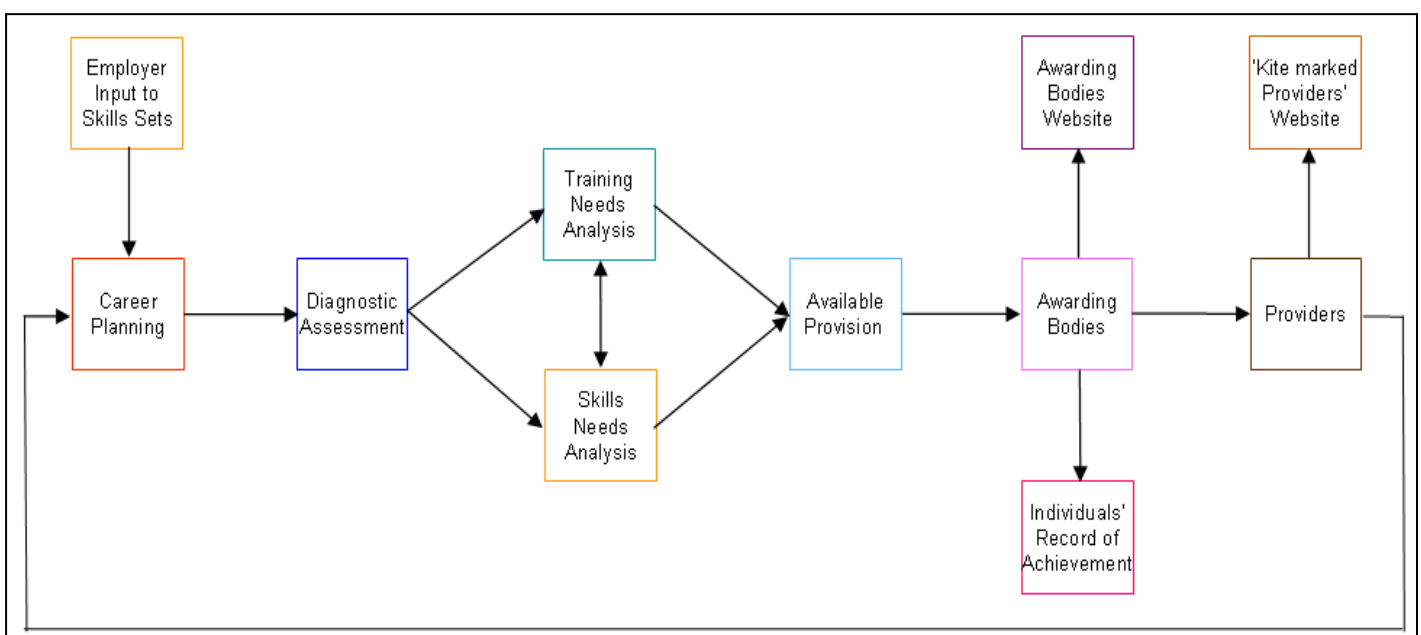 Employer
Input to
Skills Sets
Awarding
Bodies
Website
'Kite marked
Providers'
Website
Training
Needs
Analysis
Career
Planning
Diagnostic
Assessment
Available
Provision
Awarding
Bodies
Providers
Skills
Needs
Analysis
Individuals'
Record of
Achievement